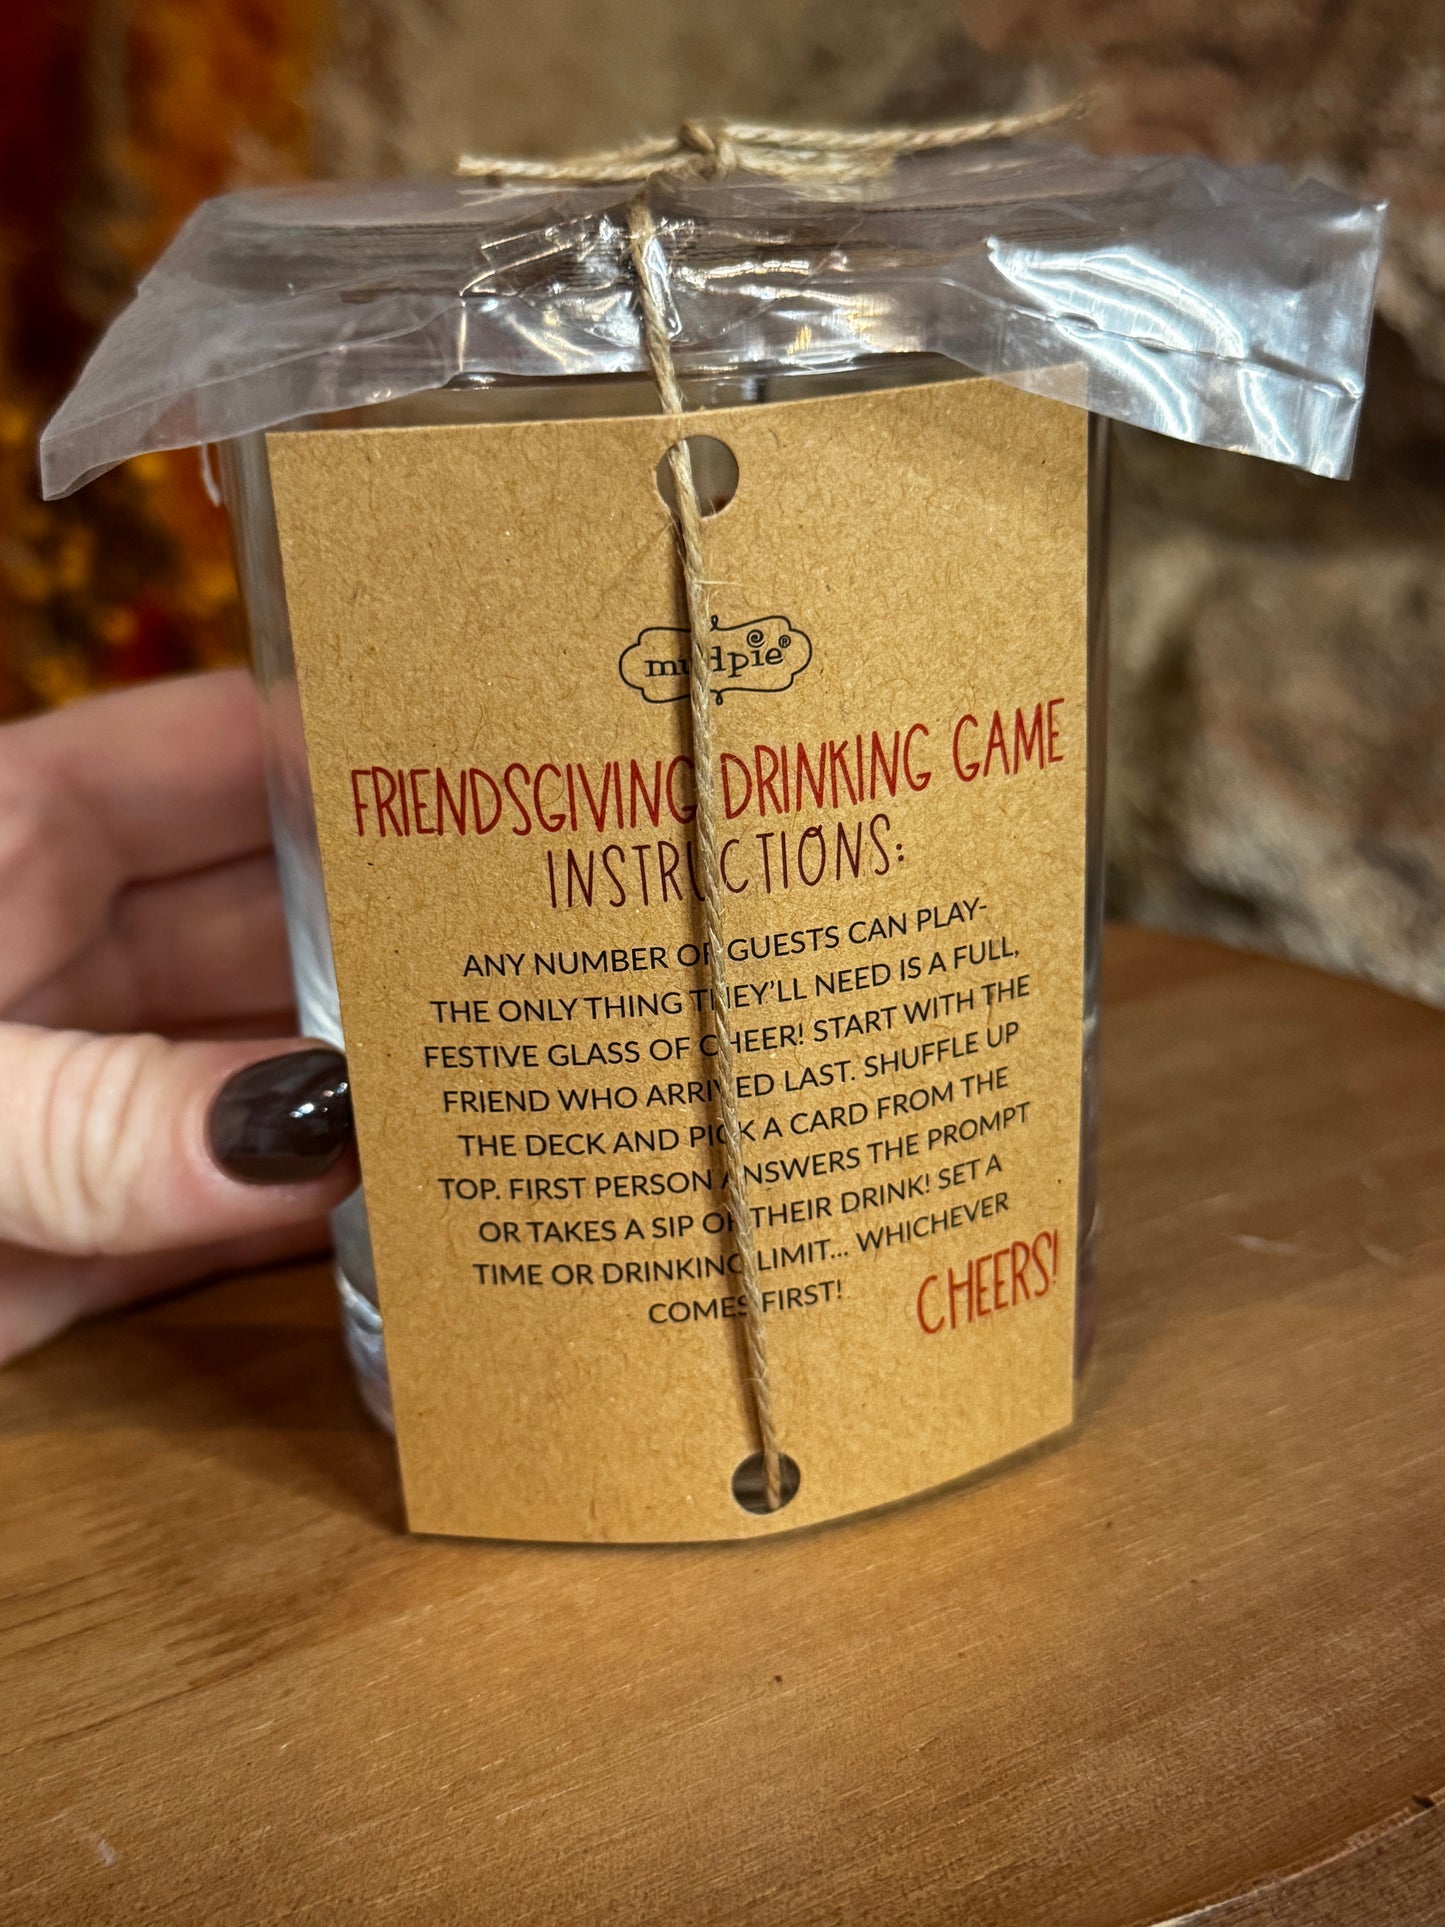 mudpie®
FRIENDSGIVING DRINKING GAME
INSTRUCTIONS:
ANY NUMBER OF GUESTS CAN PLAY-
THE ONLY THING THEY'LL NEED IS A FULL,
FESTIVE GLASS OF CHEER! START WITH THE
FRIEND WHO ARRIVED LAST. SHUFFLE UP
THE DECK AND PICK A CARD FROM THE
TOP. FIRST PERSON ANSWERS THE PROMPT
OR TAKES A SIP OF THEIR DRINK! SET A
TIME OR DRINKING LIMIT... WHICHEVER
COMES FIRST!
CHEERS!